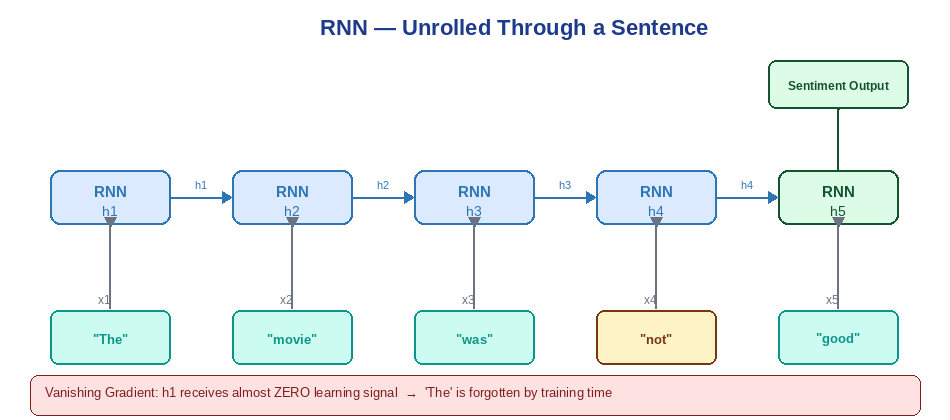 RNN — Unrolled Through a Sentence
Sentiment Output
RNN
h1
h1
RNN
h2
h2
RNN
h3
h3
RNN
h4
h4
RNN
h5
x1
x2
x3
x4
x5
"The"
"movie"
"was"
"not"
"good"
Vanishing Gradient: h1 receives almost ZERO learning signal → 'The' is forgotten by training time